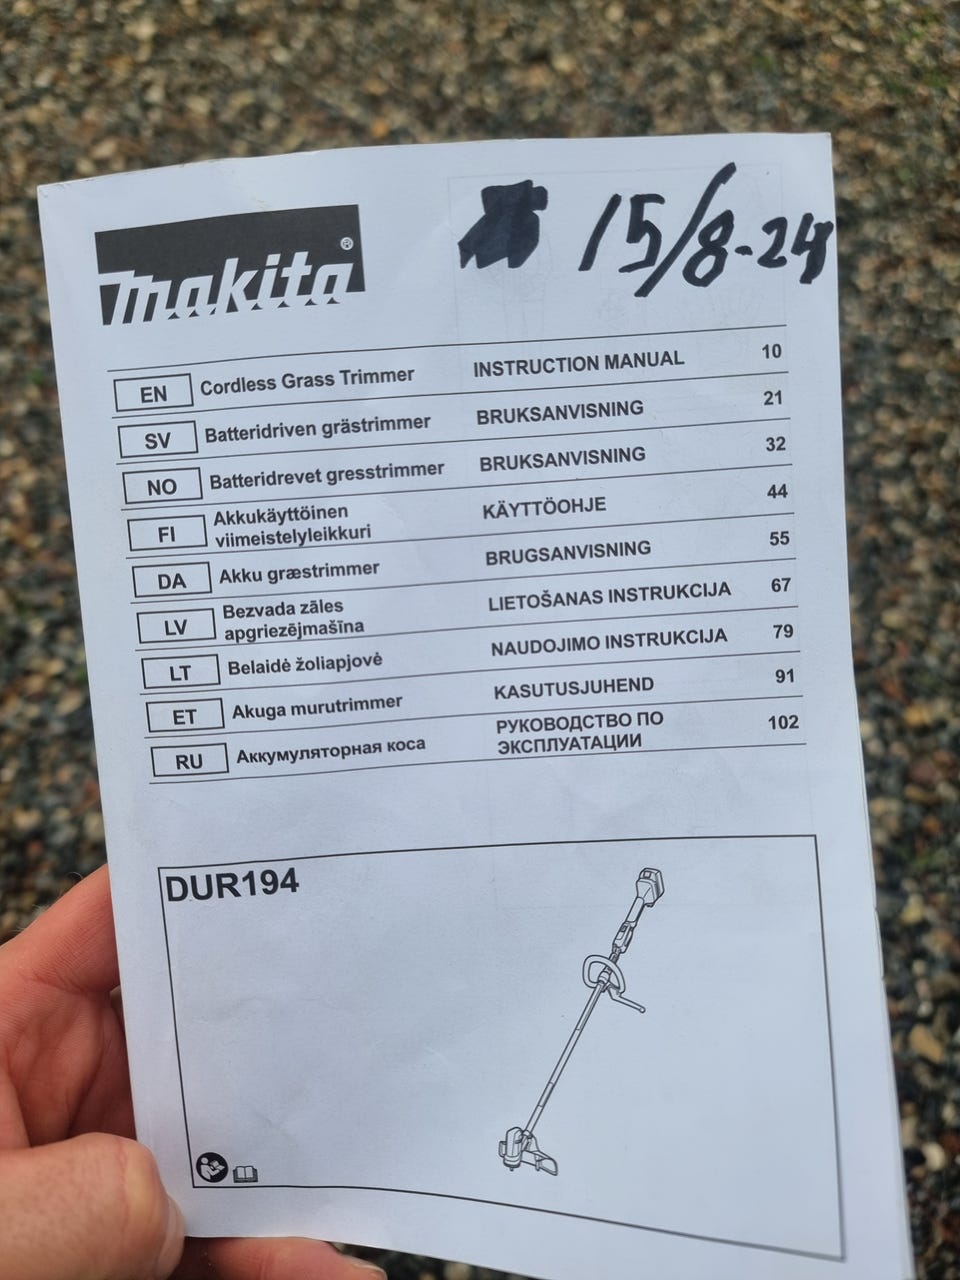 makita®
15/8-24
EN Cordless Grass Trimmer INSTRUCTION MANUAL 10
SV Batteridriven grästrimmer BRUKSANVISNING 21
NO Batteridrevet gresstrimmer BRUKSANVISNING 32
FI Akkukäyttöinen viimeistelyleikkuri KÄYTTÖOHJE 44
DA Akku græstrimmer BRUGSANVISNING 55
LV Bezvada zāles apgriezējmašīna LIETOŠANAS INSTRUKCIJA 67
LT Belaidė žoliapjovė NAUDOJIMO INSTRUKCIJA 79
ET Akuga murutrimmer KASUTUSJUHEND 91
RU Аккумуляторная коса РУКОВОДСТВО ПО ЭКСПЛУАТАЦИИ 102
DUR194